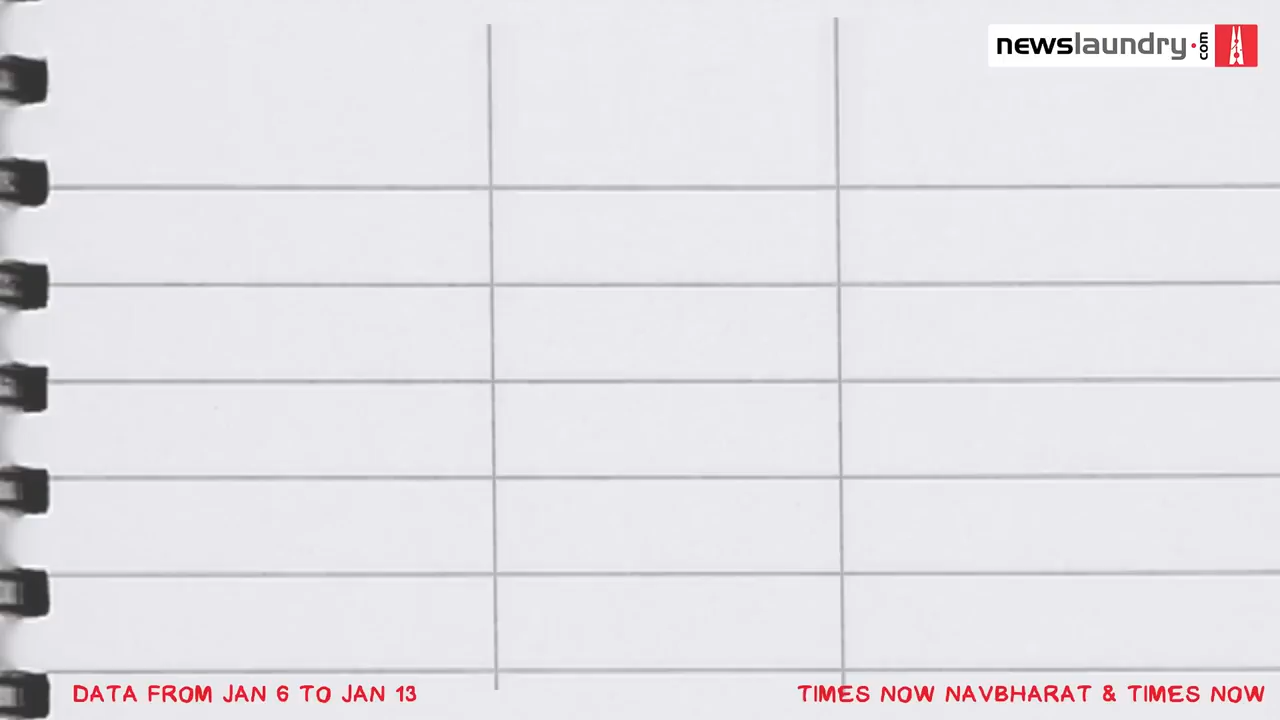 newslaundry.com
DATA FROM JAN 6 TO JAN 13
TIMES NOW NAVBHARAT & TIMES NOW